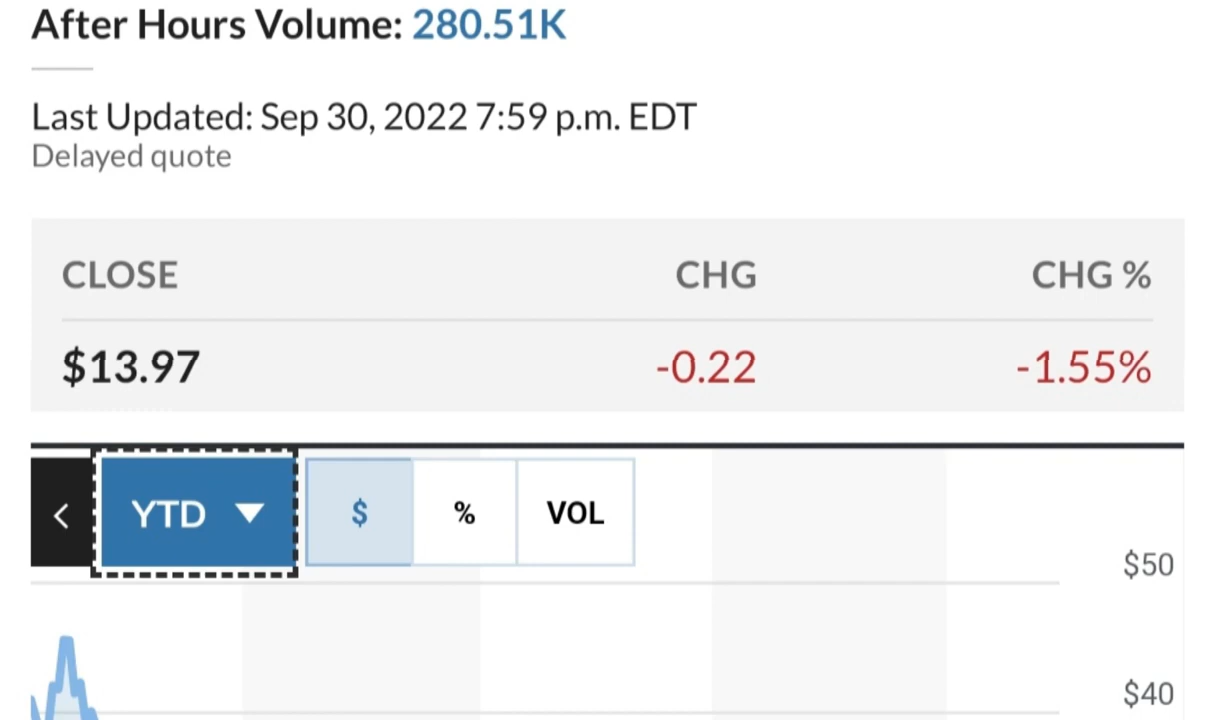 After Hours Volume: 280.51K
Last Updated: Sep 30, 2022 7:59 p.m. EDT
Delayed quote
CLOSE CHG CHG %
$13.97 -0.22 -1.55%
YTD $ % VOL
$50
$40